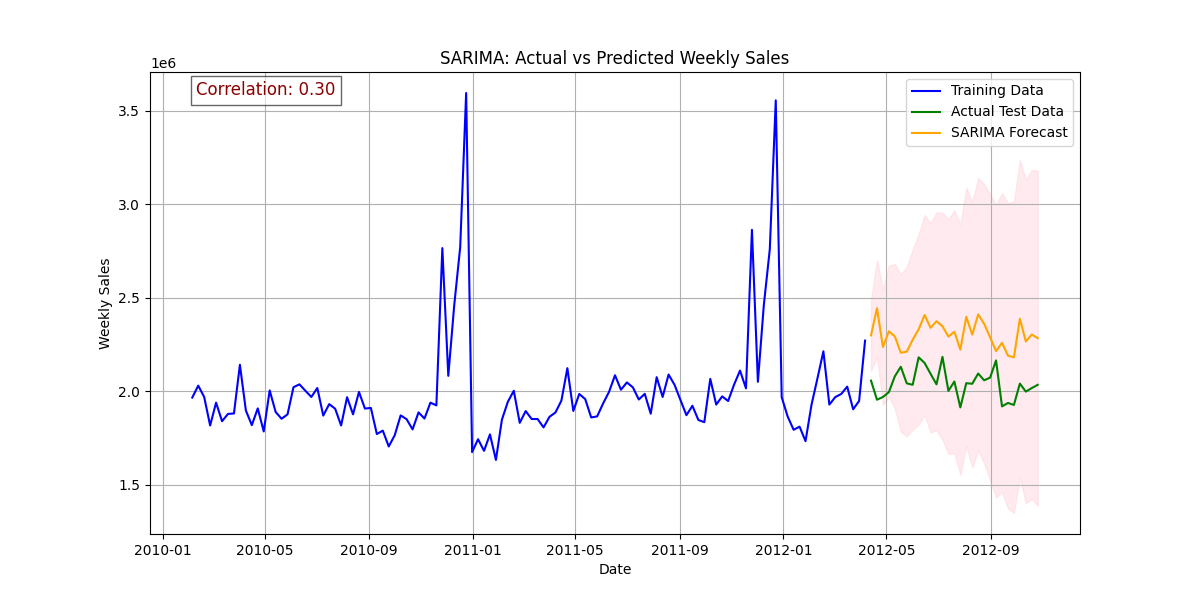 SARIMA: Actual vs Predicted Weekly Sales
1e6
Correlation: 0.30
Training Data
Actual Test Data
SARIMA Forecast
3.5
3.0
2.5
2.0
1.5
Weekly Sales
2010-01 2010-05 2010-09 2011-01 2011-05 2011-09 2012-01 2012-05 2012-09
Date